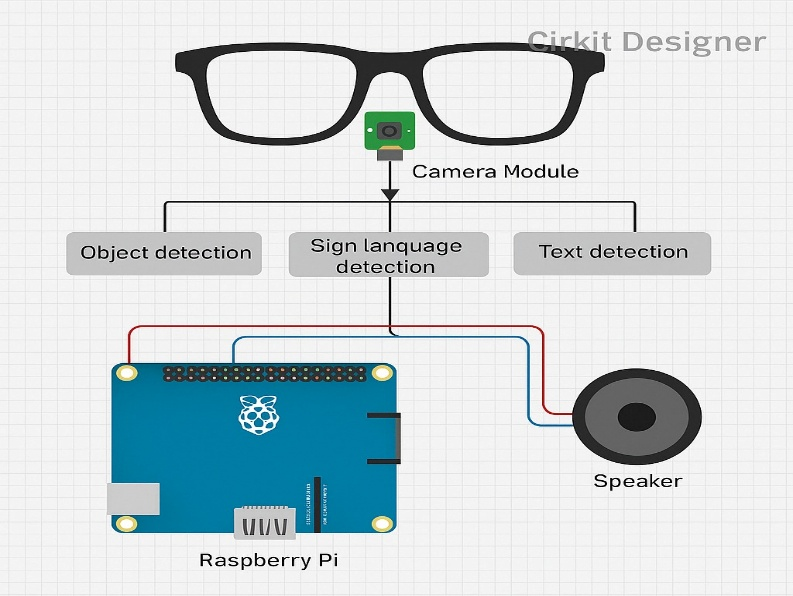 Cirkit Designer
Camera Module
Object detection
Sign lanquage
detection
Text detection
Speaker
Raspberry Pi